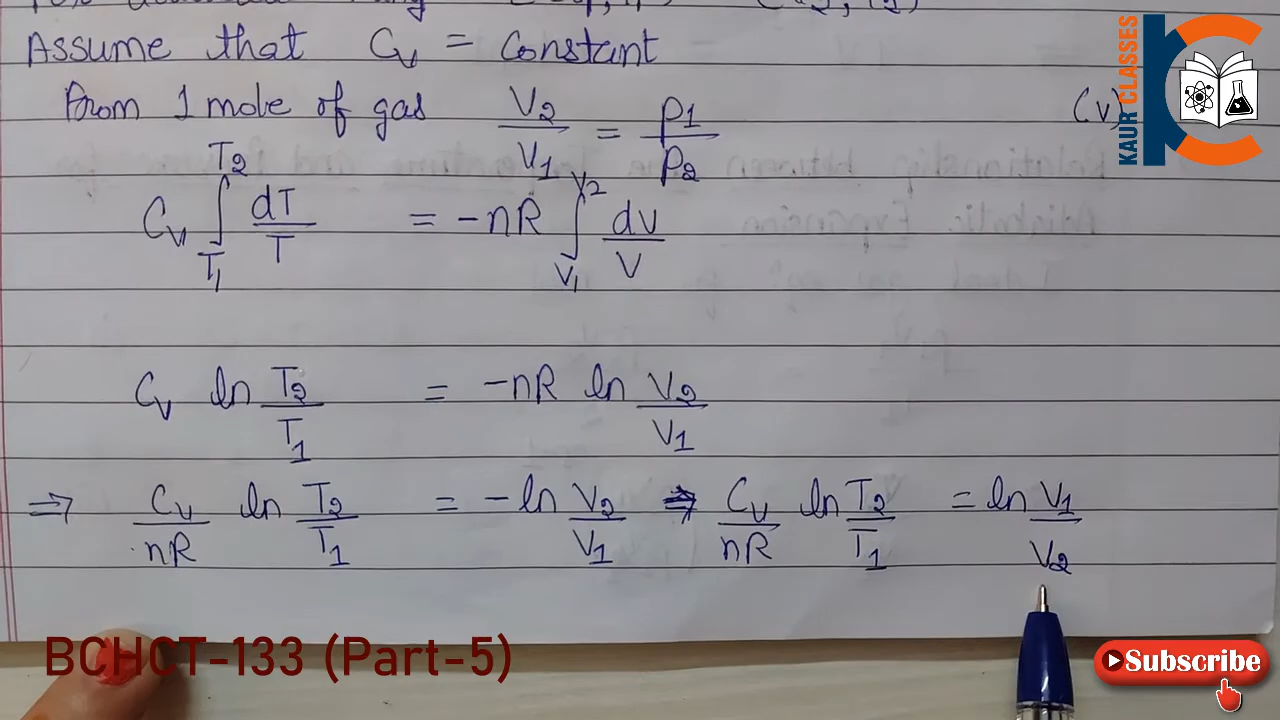 Assume that Cv = Constant
From 1 mole of gas V2/V1 = P1/P2 (v)
Cv ∫T1^T2 dT/T = -nR ∫V1^V2 dV/V
Cv ln T2/T1 = -nR ln V2/V1
⇒ Cv/nR ln T2/T1 = -ln V2/V1 ⇒ Cv/nR ln T2/T1 = ln V1/V2
KAUR CLASSES
BCHCT-133 (Part-5)
Subscribe